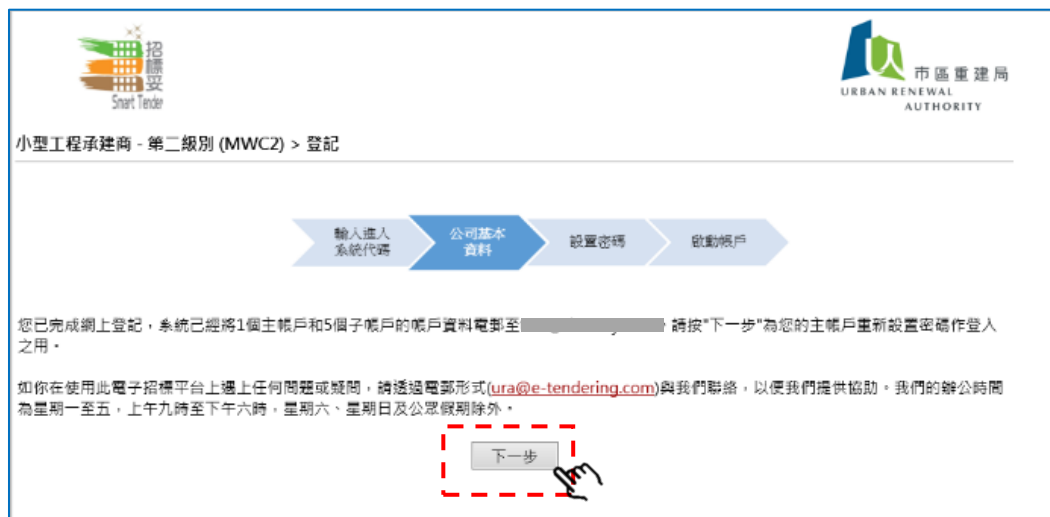 招標妥
Smart Tender
市區重建局
URBAN RENEWAL
AUTHORITY
小型工程承建商 - 第二級別 (MWC2) > 登記
輸入進入
系統代碼
公司基本
資料
設置密碼
啟動帳戶
您已完成網上登記，系統已經將1個主帳戶和5個子帳戶的帳戶資料電郵至 ，請按"下一步"為您的主帳戶重新設置密碼作登入
之用。
如你在使用此電子招標平台上遇上任何問題或疑問，請透過電郵形式(ura@e-tendering.com)與我們聯絡，以便我們提供協助。我們的辦公時間
為星期一至五，上午九時至下午六時，星期六、星期日及公眾假期除外。
下一步